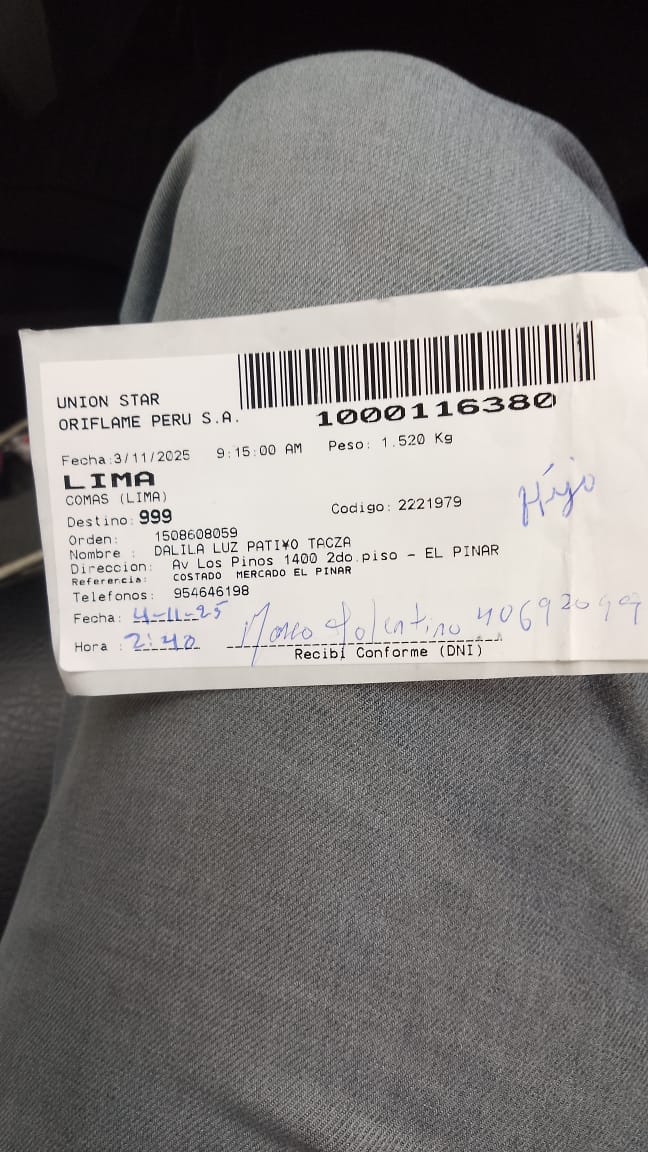 UNION STAR
ORIFLAME PERU S.A.
1000116380
Fecha:3/11/2025 9:15:00 AM Peso: 1.520 Kg
LIMA
COMAS (LIMA)
Destino: 999 Codigo: 2221979
Hijo
Orden: 1508608059
Nombre : DALILA LUZ PATI¥O TACZA
Direccion: Av Los Pinos 1400 2do.piso - EL PINAR
Referencia: COSTADO MERCADO EL PINAR
Telefonos: 954646198
Fecha: 4-11-25
Hora : 2:40 Tolentino 40692099
Recibi Conforme (DNI)